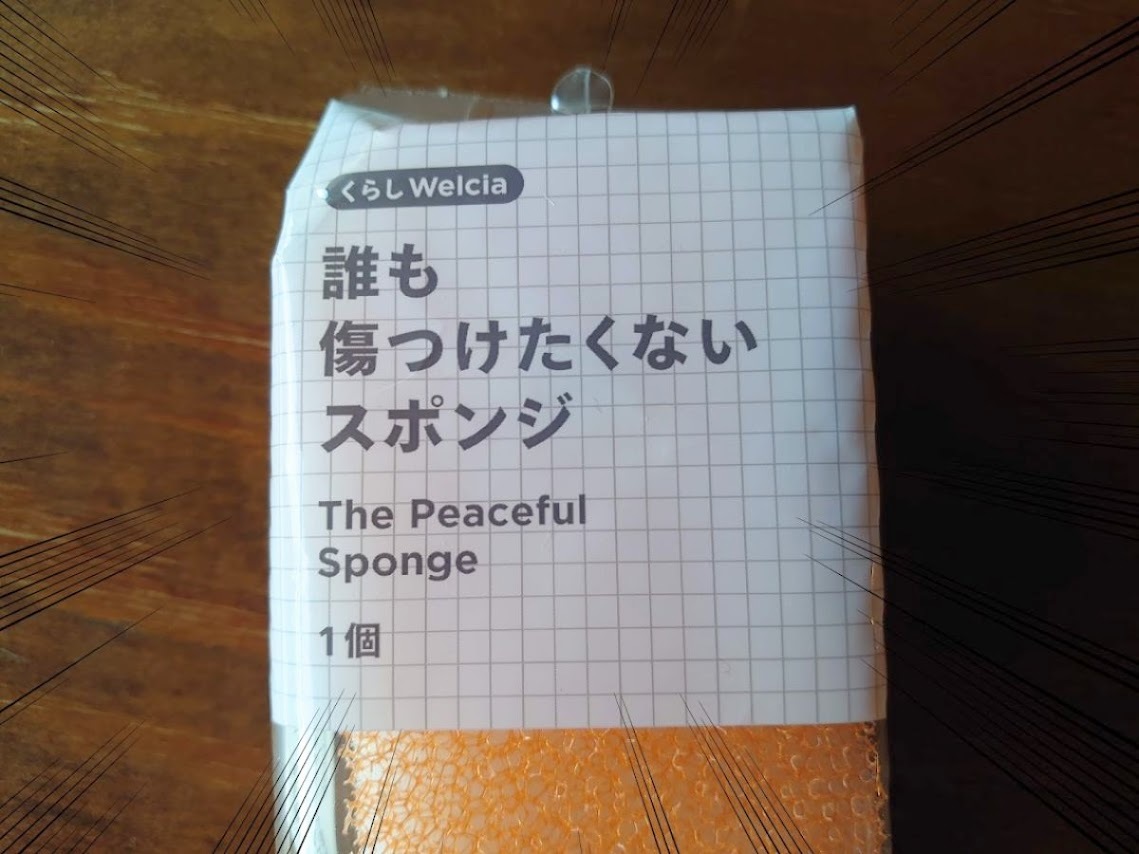 くらしWelcia
誰も
傷つけたくない
スポンジ
The Peaceful
Sponge
1個